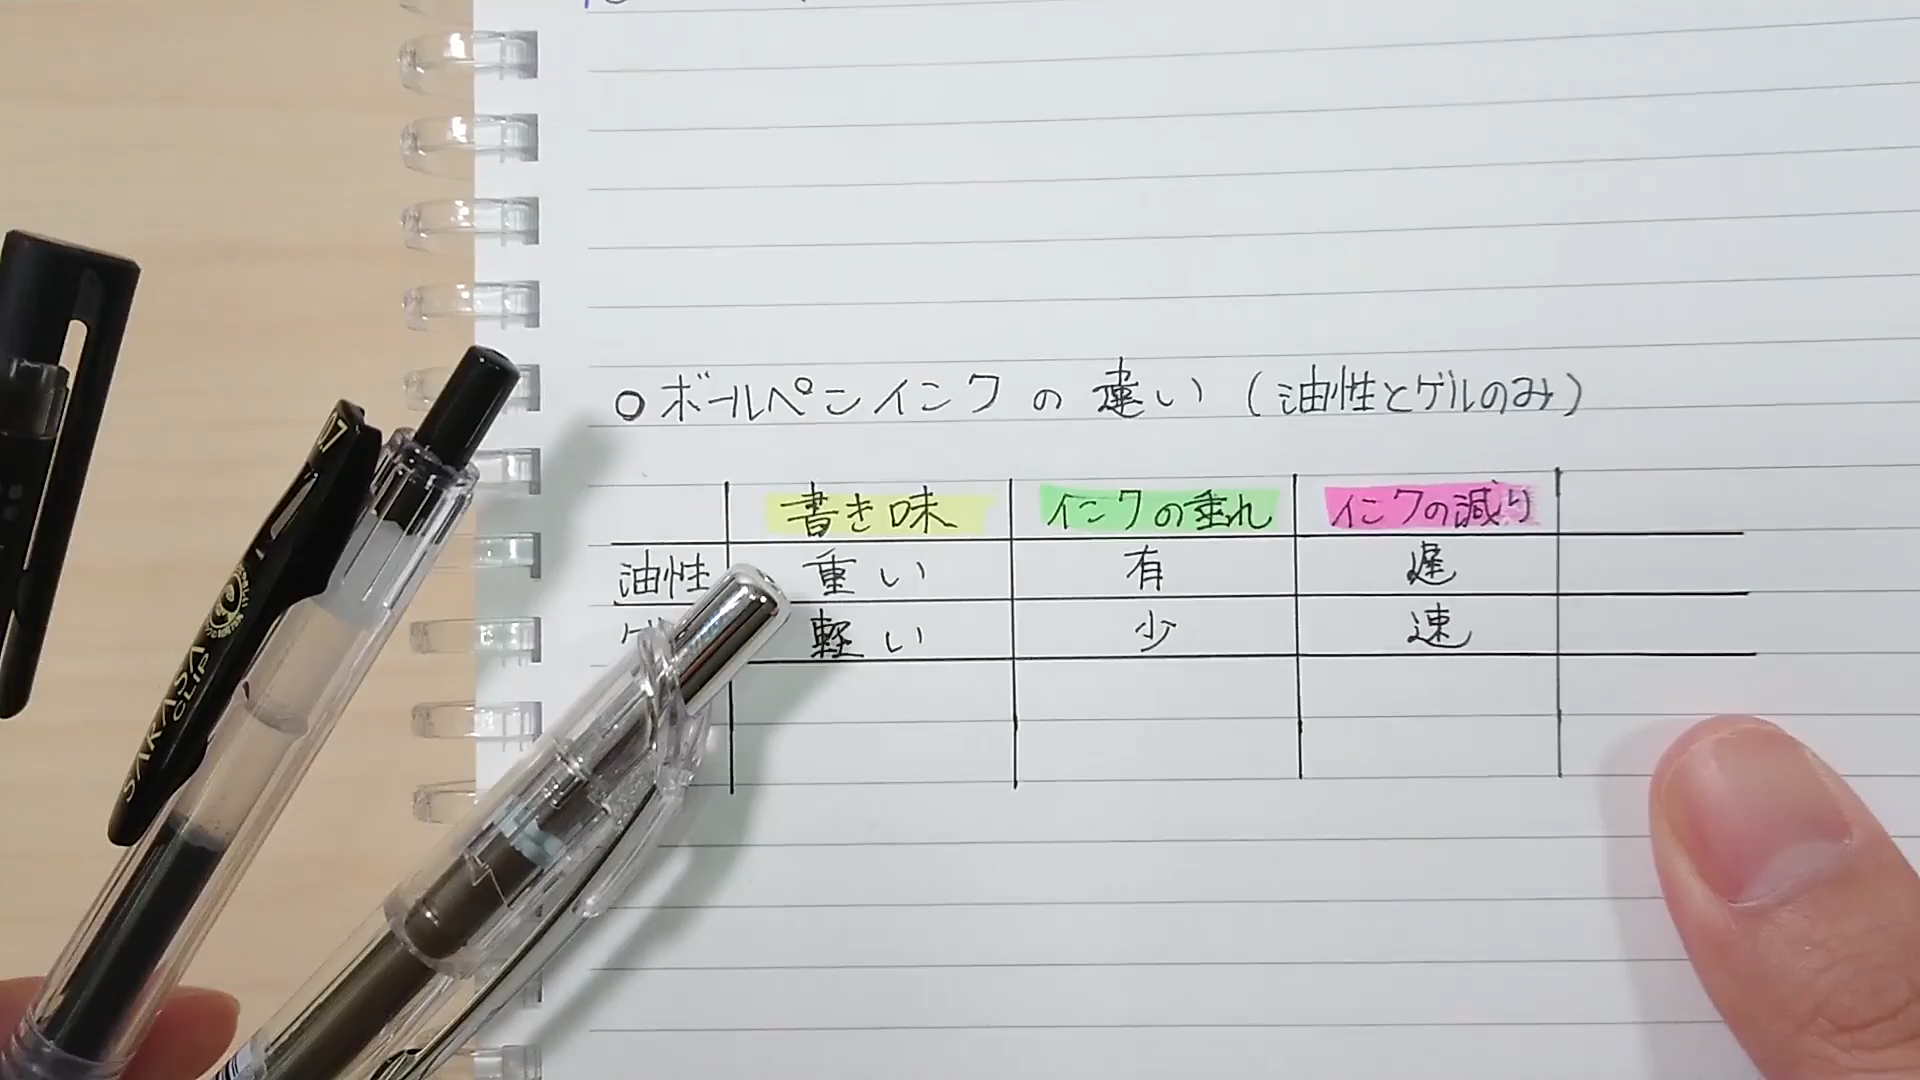 ○ボールペンインクの違い (油性とゲルのみ)
書き味 インクの垂れ インクの減り
油性 重い 有 遅
軽い 少 速
0.7
SARASA
CLIP